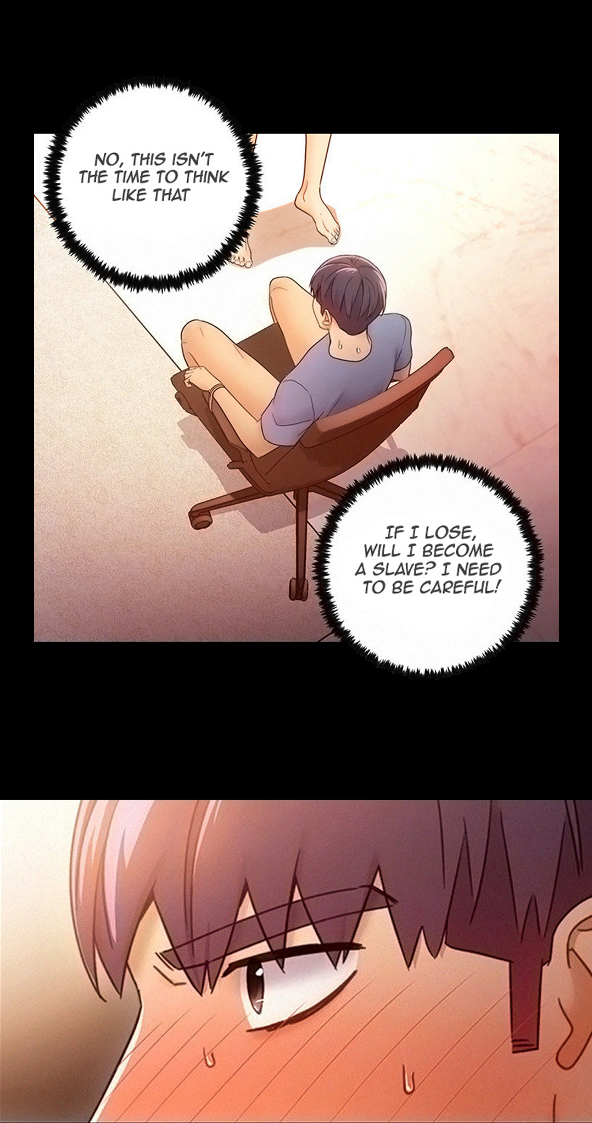 NO, THIS ISN'T
THE TIME TO THINK
LIKE THAT
IF I LOSE,
WILL I BECOME
A SLAVE? I NEED
TO BE CAREFUL!